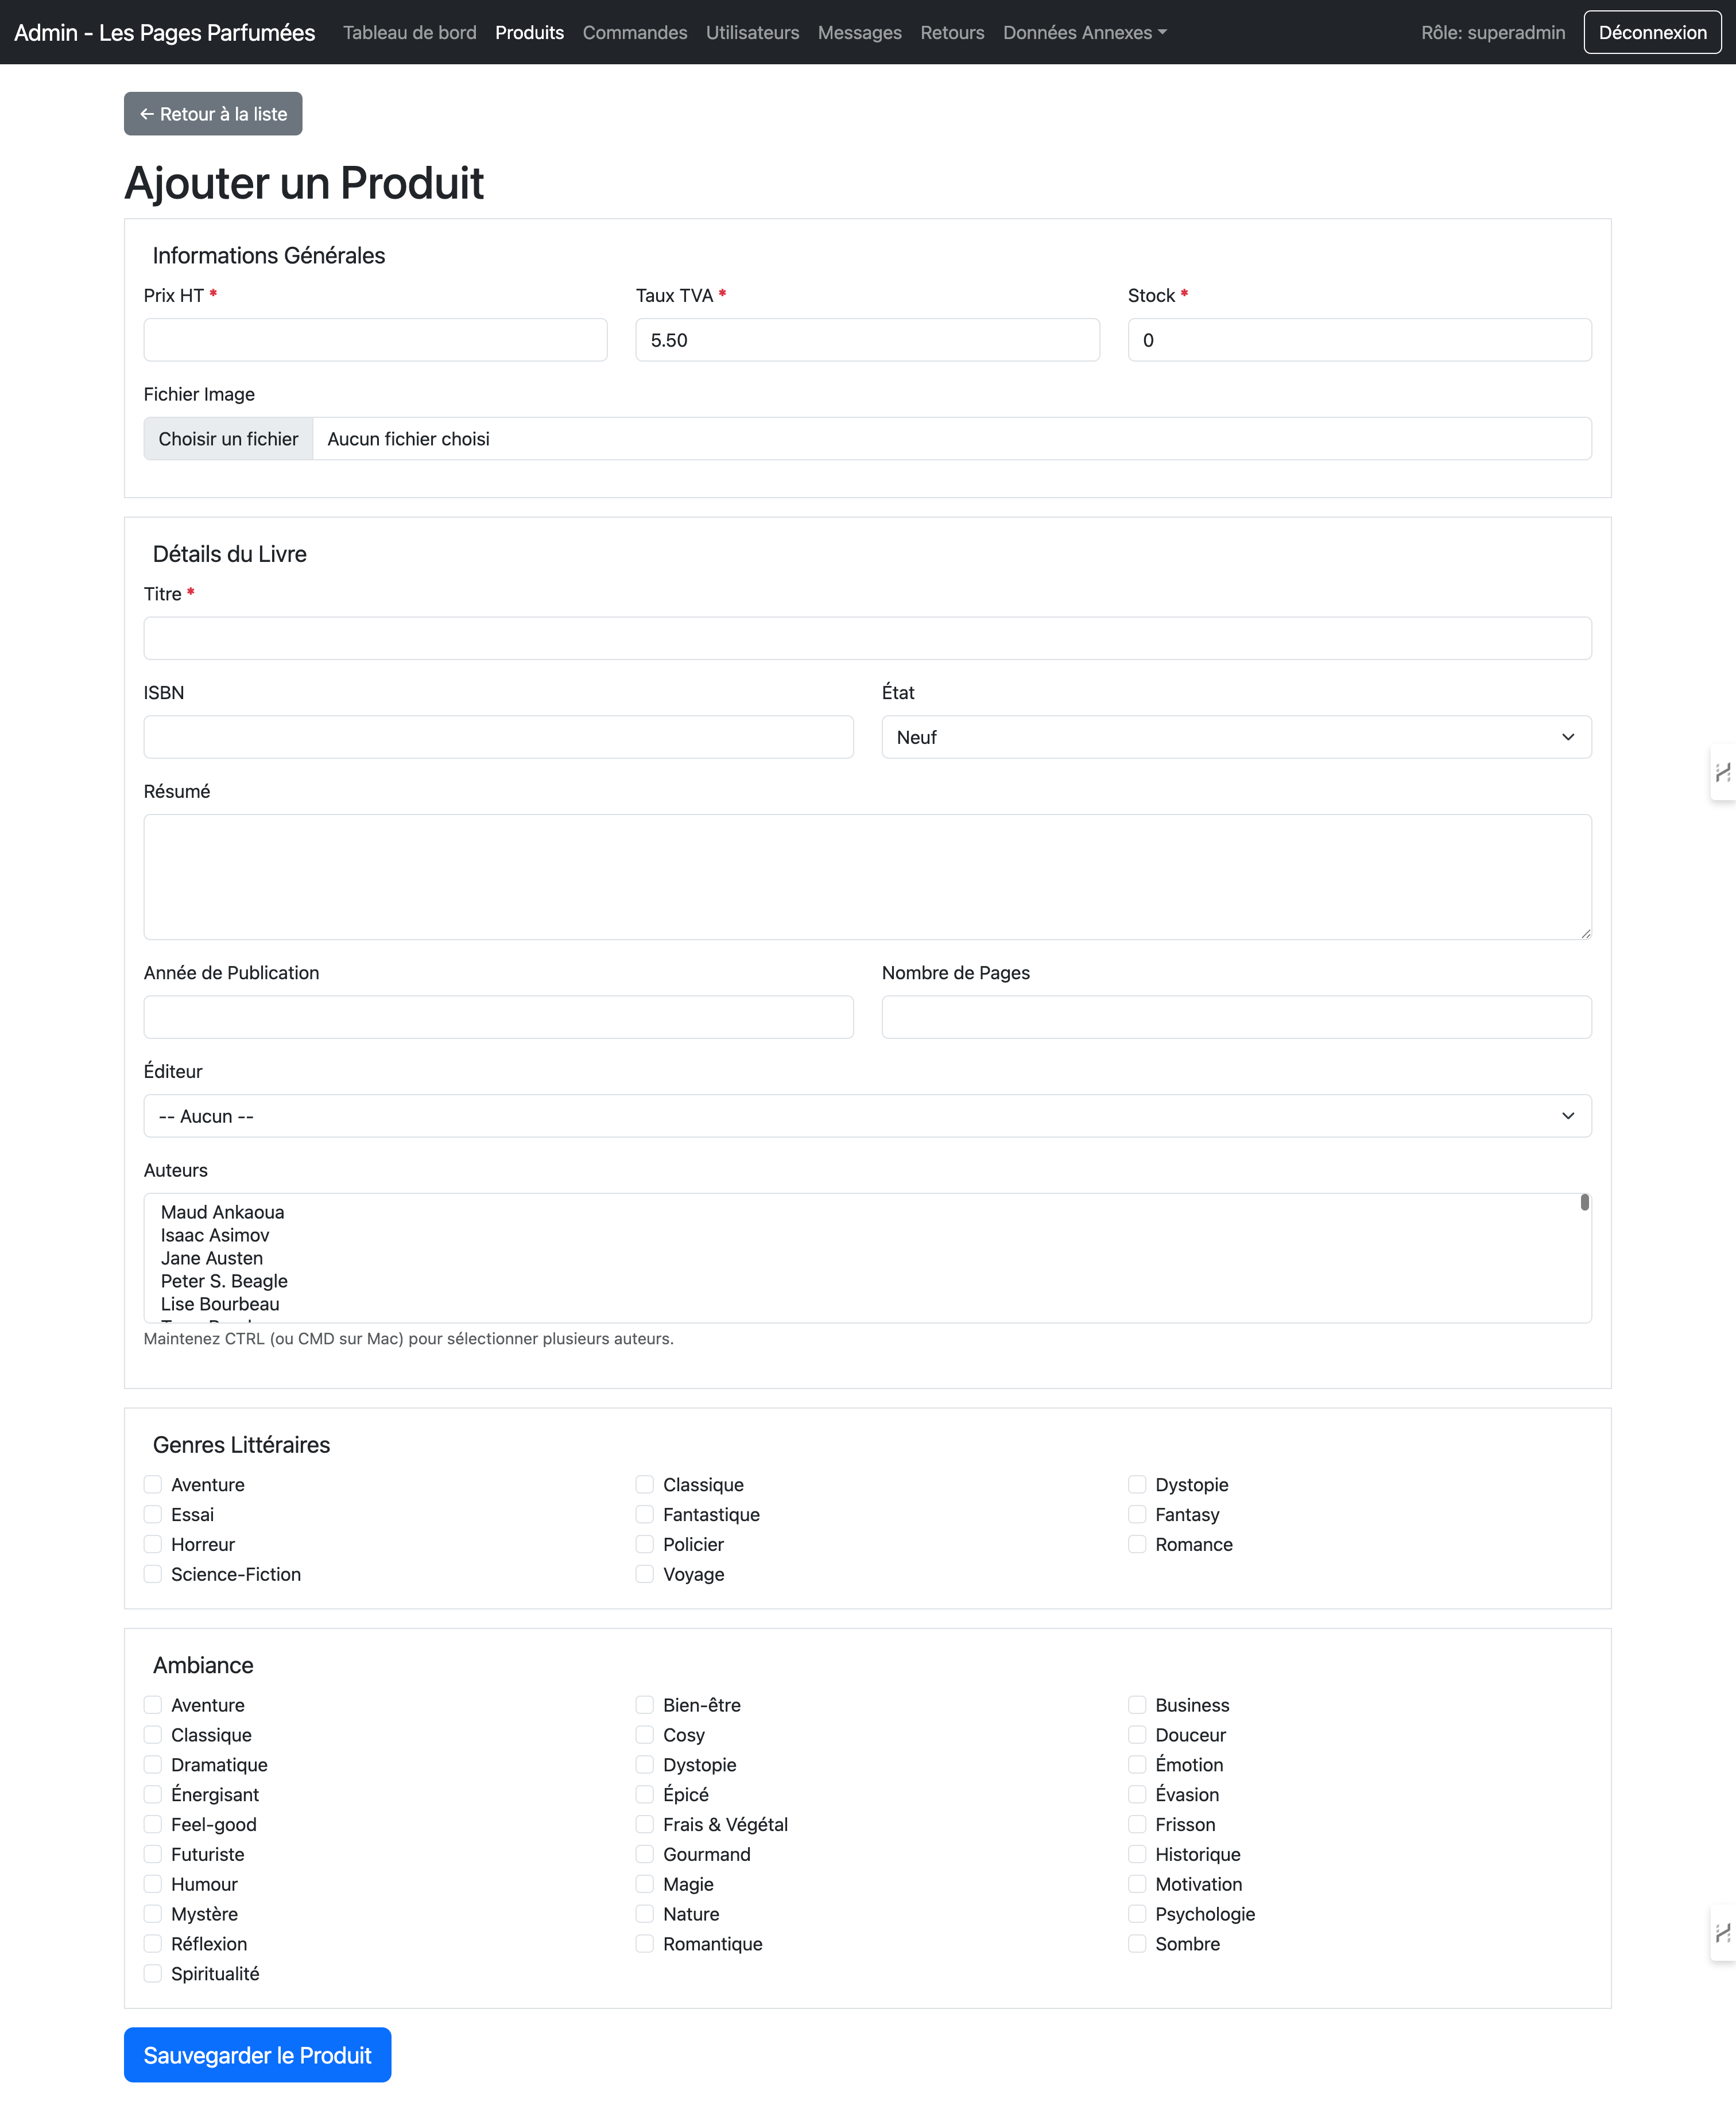 Admin - Les Pages Parfumées Tableau de bord Produits Commandes Utilisateurs Messages Retours Données Annexes Rôle: superadmin Déconnexion
← Retour à la liste
Ajouter un Produit
Informations Générales
Prix HT * Taux TVA * Stock *
5.50 0
Fichier Image
Choisir un fichier Aucun fichier choisi
Détails du Livre
Titre *
ISBN État
Neuf
Résumé
Année de Publication Nombre de Pages
Éditeur
-- Aucun --
Auteurs
Maud Ankaoua
Isaac Asimov
Jane Austen
Peter S. Beagle
Lise Bourbeau
Maintenez CTRL (ou CMD sur Mac) pour sélectionner plusieurs auteurs.
Genres Littéraires
Aventure Classique Dystopie
Essai Fantastique Fantasy
Horreur Policier Romance
Science-Fiction Voyage
Ambiance
Aventure Bien-être Business
Classique Cosy Douceur
Dramatique Dystopie Émotion
Énergisant Épicé Évasion
Feel-good Frais & Végétal Frisson
Futuriste Gourmand Historique
Humour Magie Motivation
Mystère Nature Psychologie
Réflexion Romantique Sombre
Spiritualité
Sauvegarder le Produit